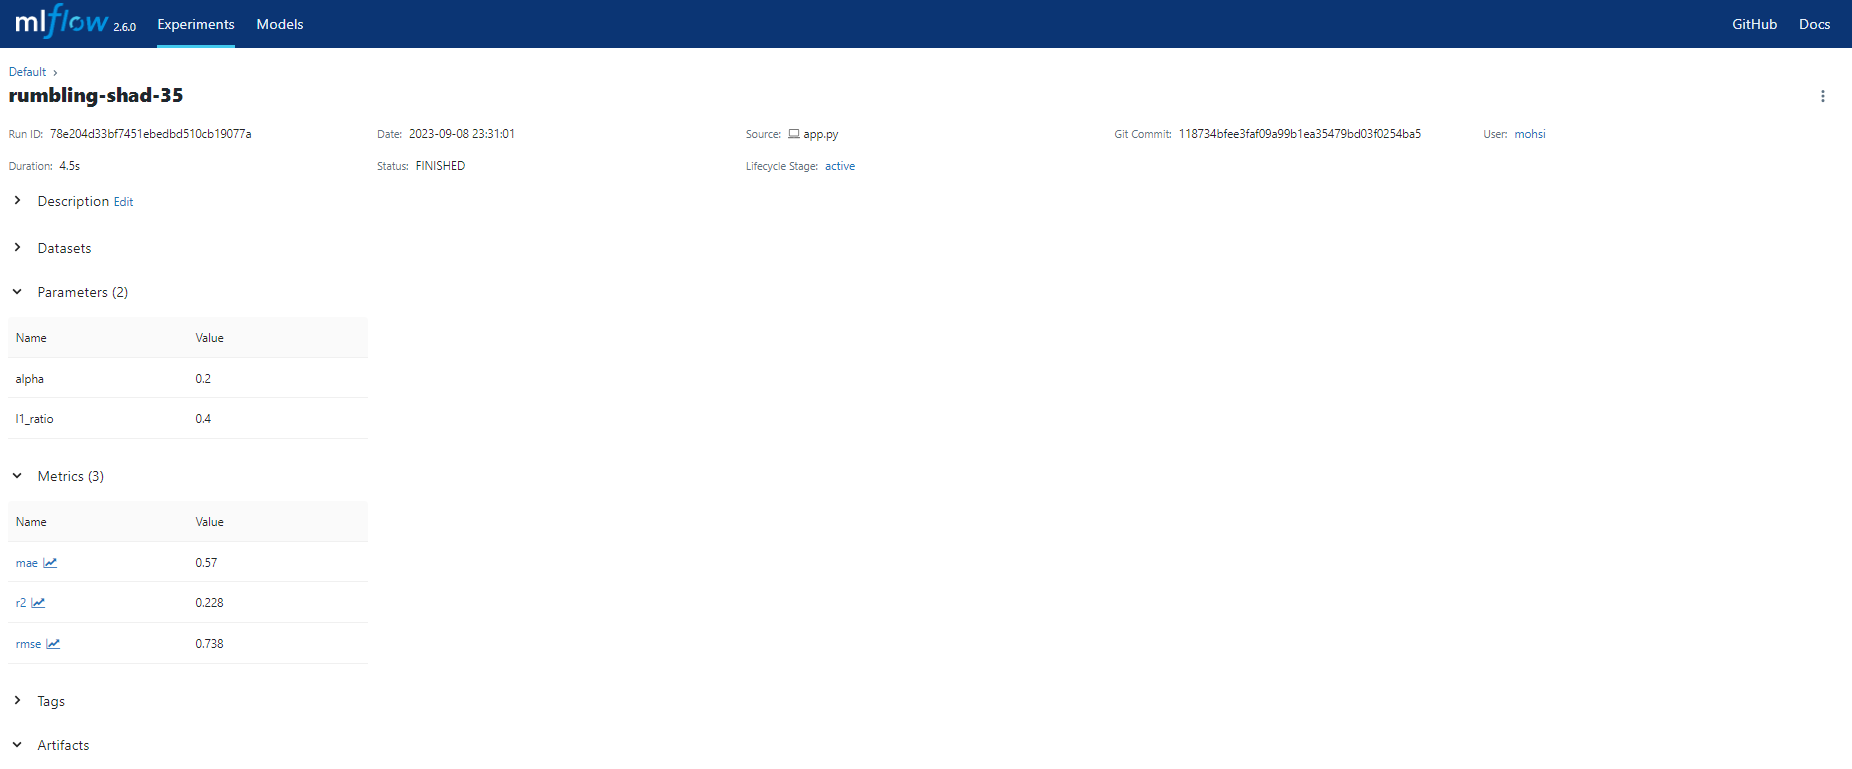 mlflow 2.6.0 Experiments Models GitHub Docs
Default ›
rumbling-shad-35
Run ID: 78e204d33bf7451ebedbd510cb19077a Date: 2023-09-08 23:31:01 Source: app.py Git Commit: 118734bfee3faf09a99b1ea35479bd03f0254ba5 User: mohsi
Duration: 4.5s Status: FINISHED Lifecycle Stage: active
Description Edit
Datasets
Parameters (2)
Name Value
alpha 0.2
l1_ratio 0.4
Metrics (3)
Name Value
mae 0.57
r2 0.228
rmse 0.738
Tags
Artifacts